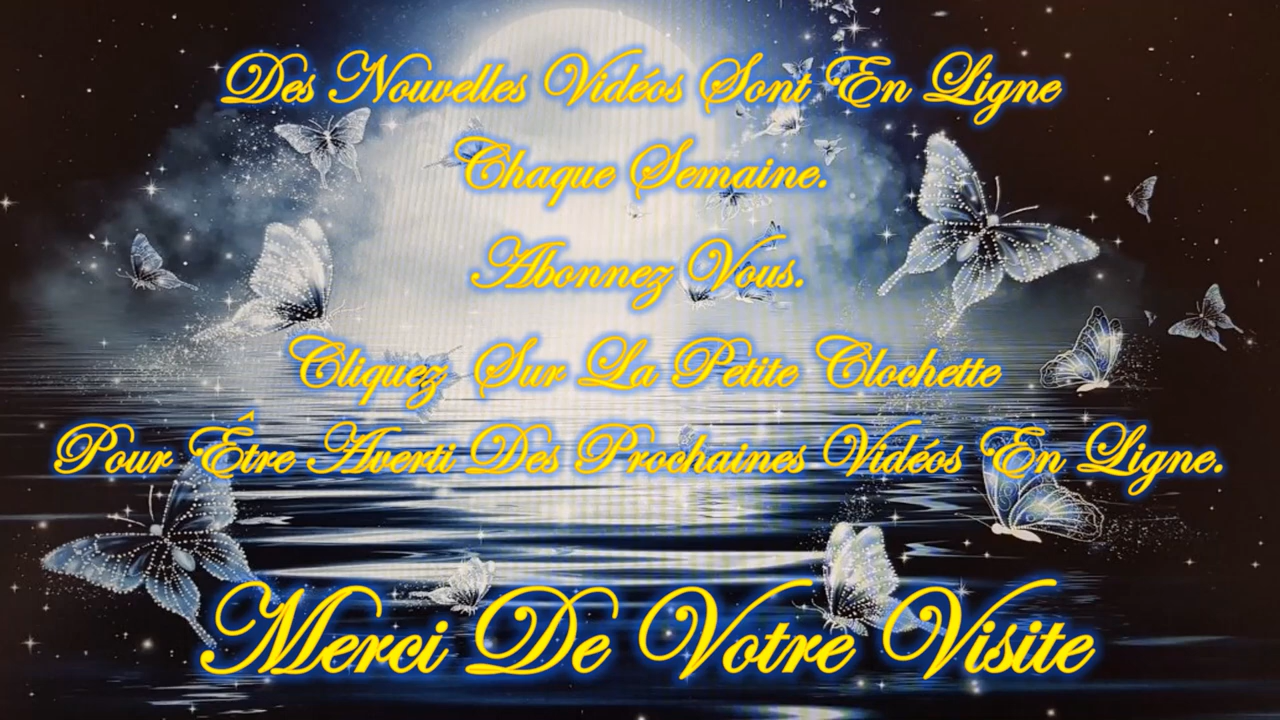 Des Nouvelles Vidéos Sont En Ligne
Chaque Semaine.
Abonnez Vous.
Cliquez Sur La Petite Clochette
Pour Être Averti Des Prochaines Vidéos En Ligne.
Merci De Votre Visite